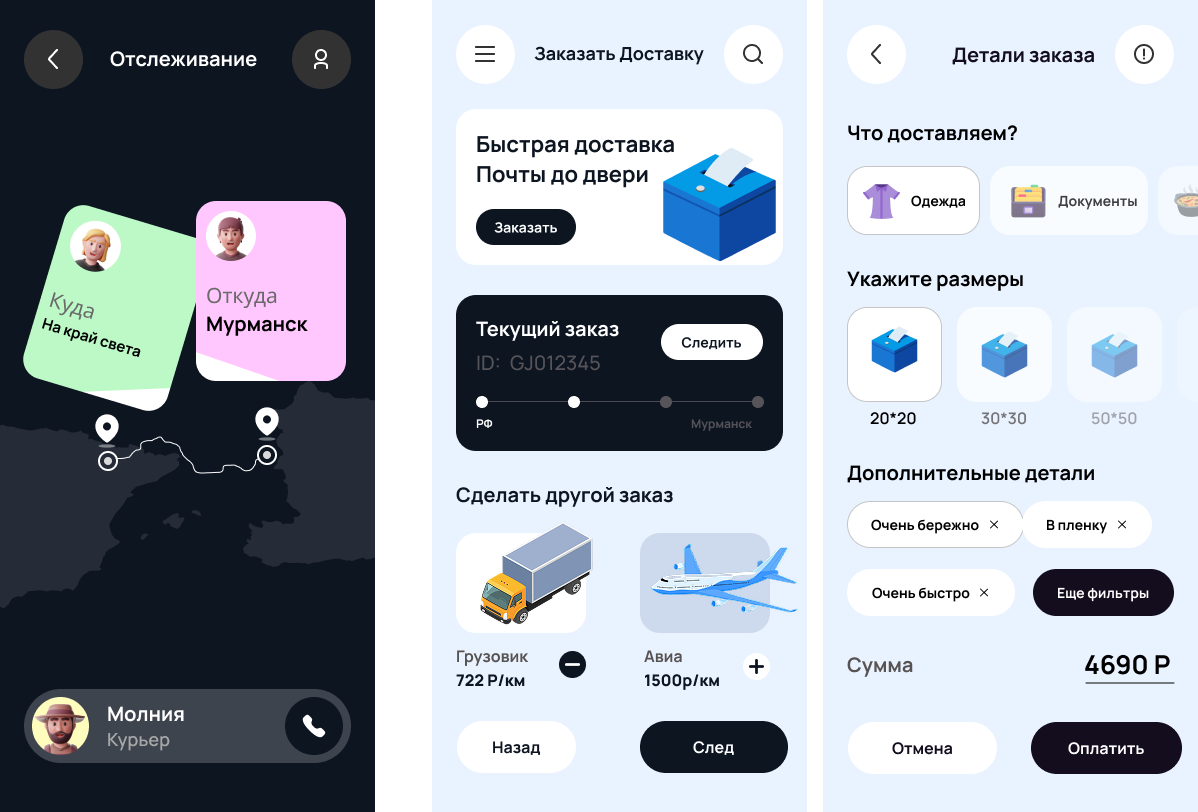 Отслеживание
Куда
На край света
Откуда
Мурманск
Молния
Курьер
Заказать Доставку
Быстрая доставка
Почты до двери
Заказать
Текущий заказ
ID: GJ012345
Следить
РФ
Мурманск
Сделать другой заказ
Грузовик
722 Р/км
Авиа
1500р/км
Назад
След
Детали заказа
Что доставляем?
Одежда
Документы
Укажите размеры
20*20
30*30
50*50
Дополнительные детали
Очень бережно
В пленку
Очень быстро
Еще фильтры
Сумма
4690 Р
Отмена
Оплатить